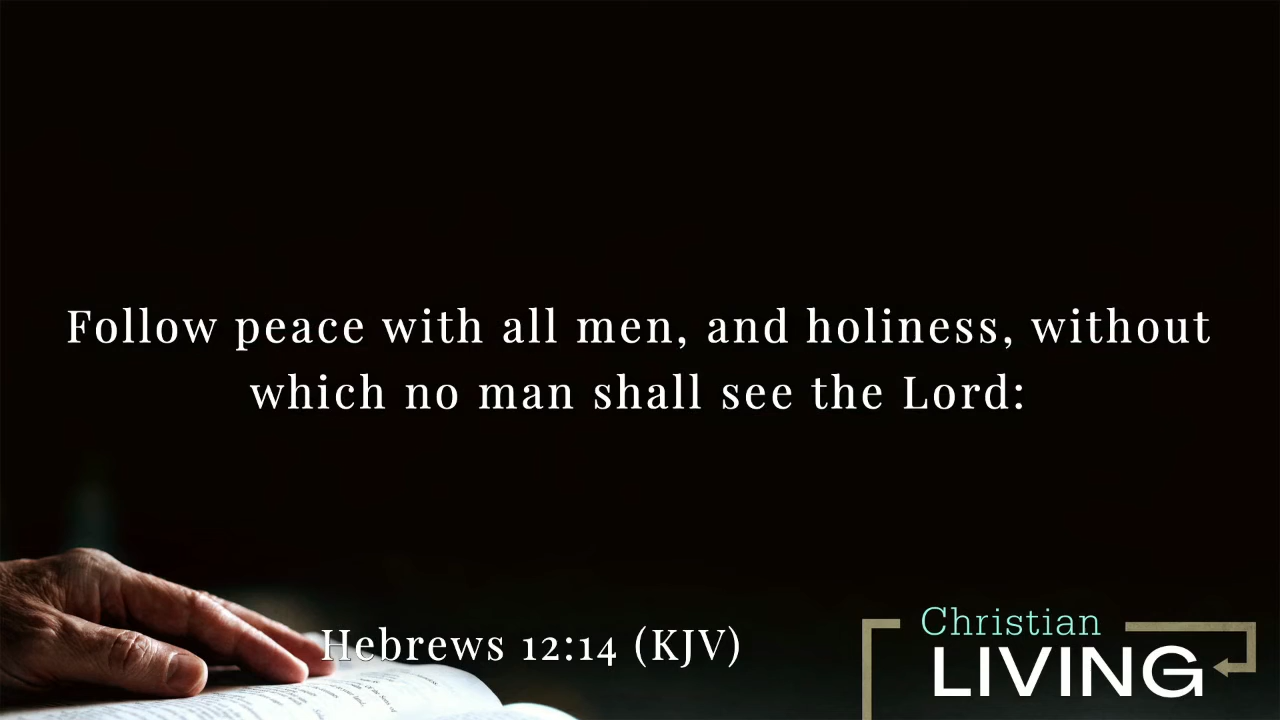 Follow peace with all men, and holiness, without
which no man shall see the Lord:
Hebrews 12:14 (KJV)
Christian
LIVING